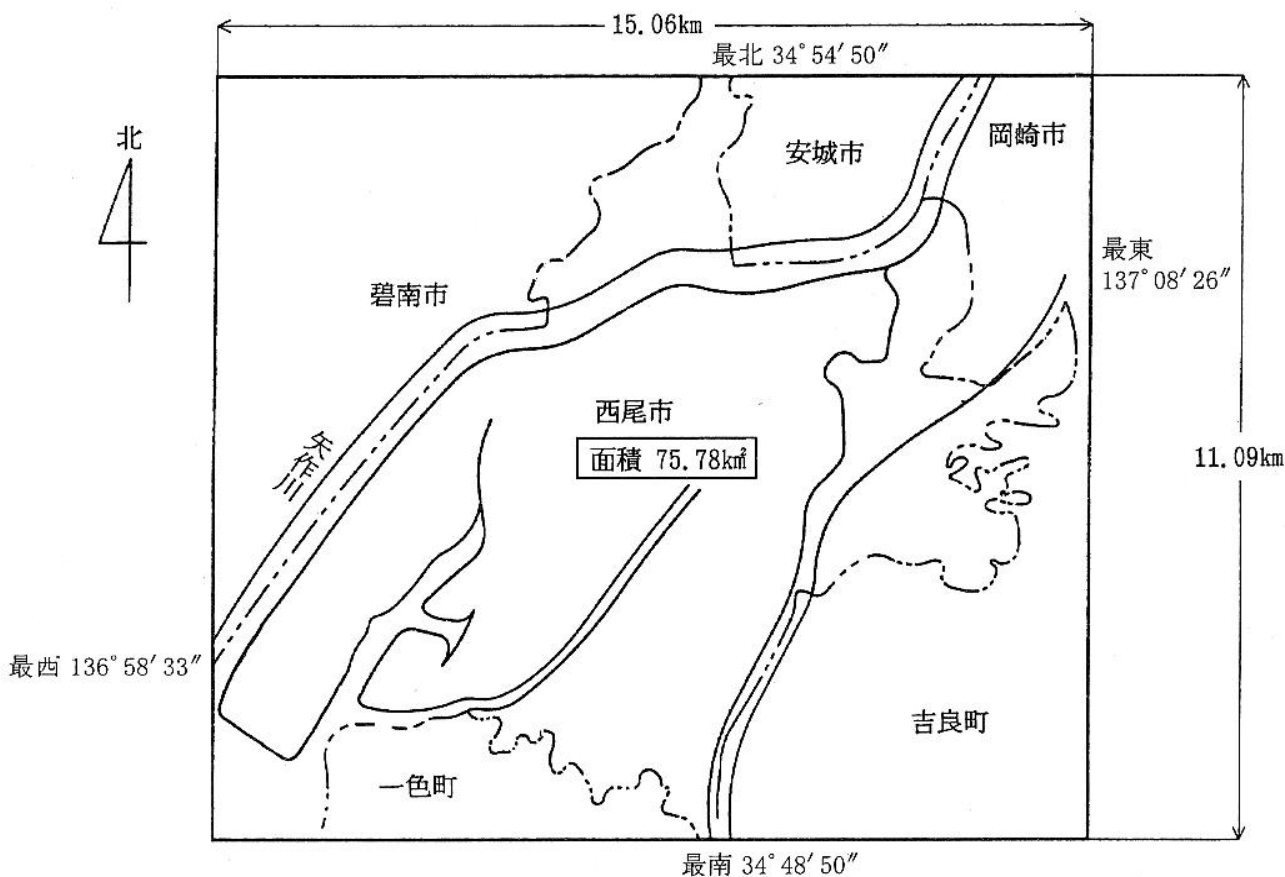 15.06km
最北 34°54′50″
北
安城市
岡崎市
最東
137°08′26″
碧南市
西尾市
面積 75.78km²
矢作川
11.09km
最西 136°58′33″
吉良町
一色町
最南 34°48′50″